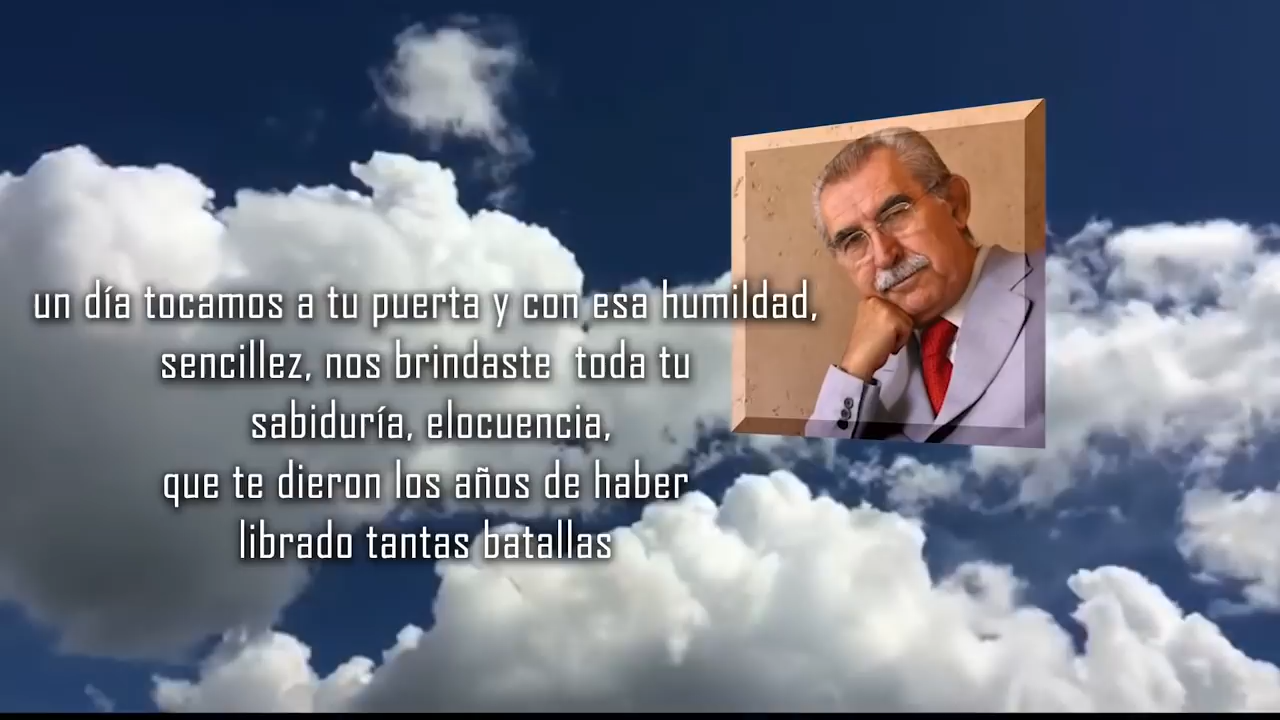 un día tocamos a tu puerta y con esa humildad,
sencillez, nos brindaste toda tu
sabiduría, elocuencia,
que te dieron los años de haber
librado tantas batallas